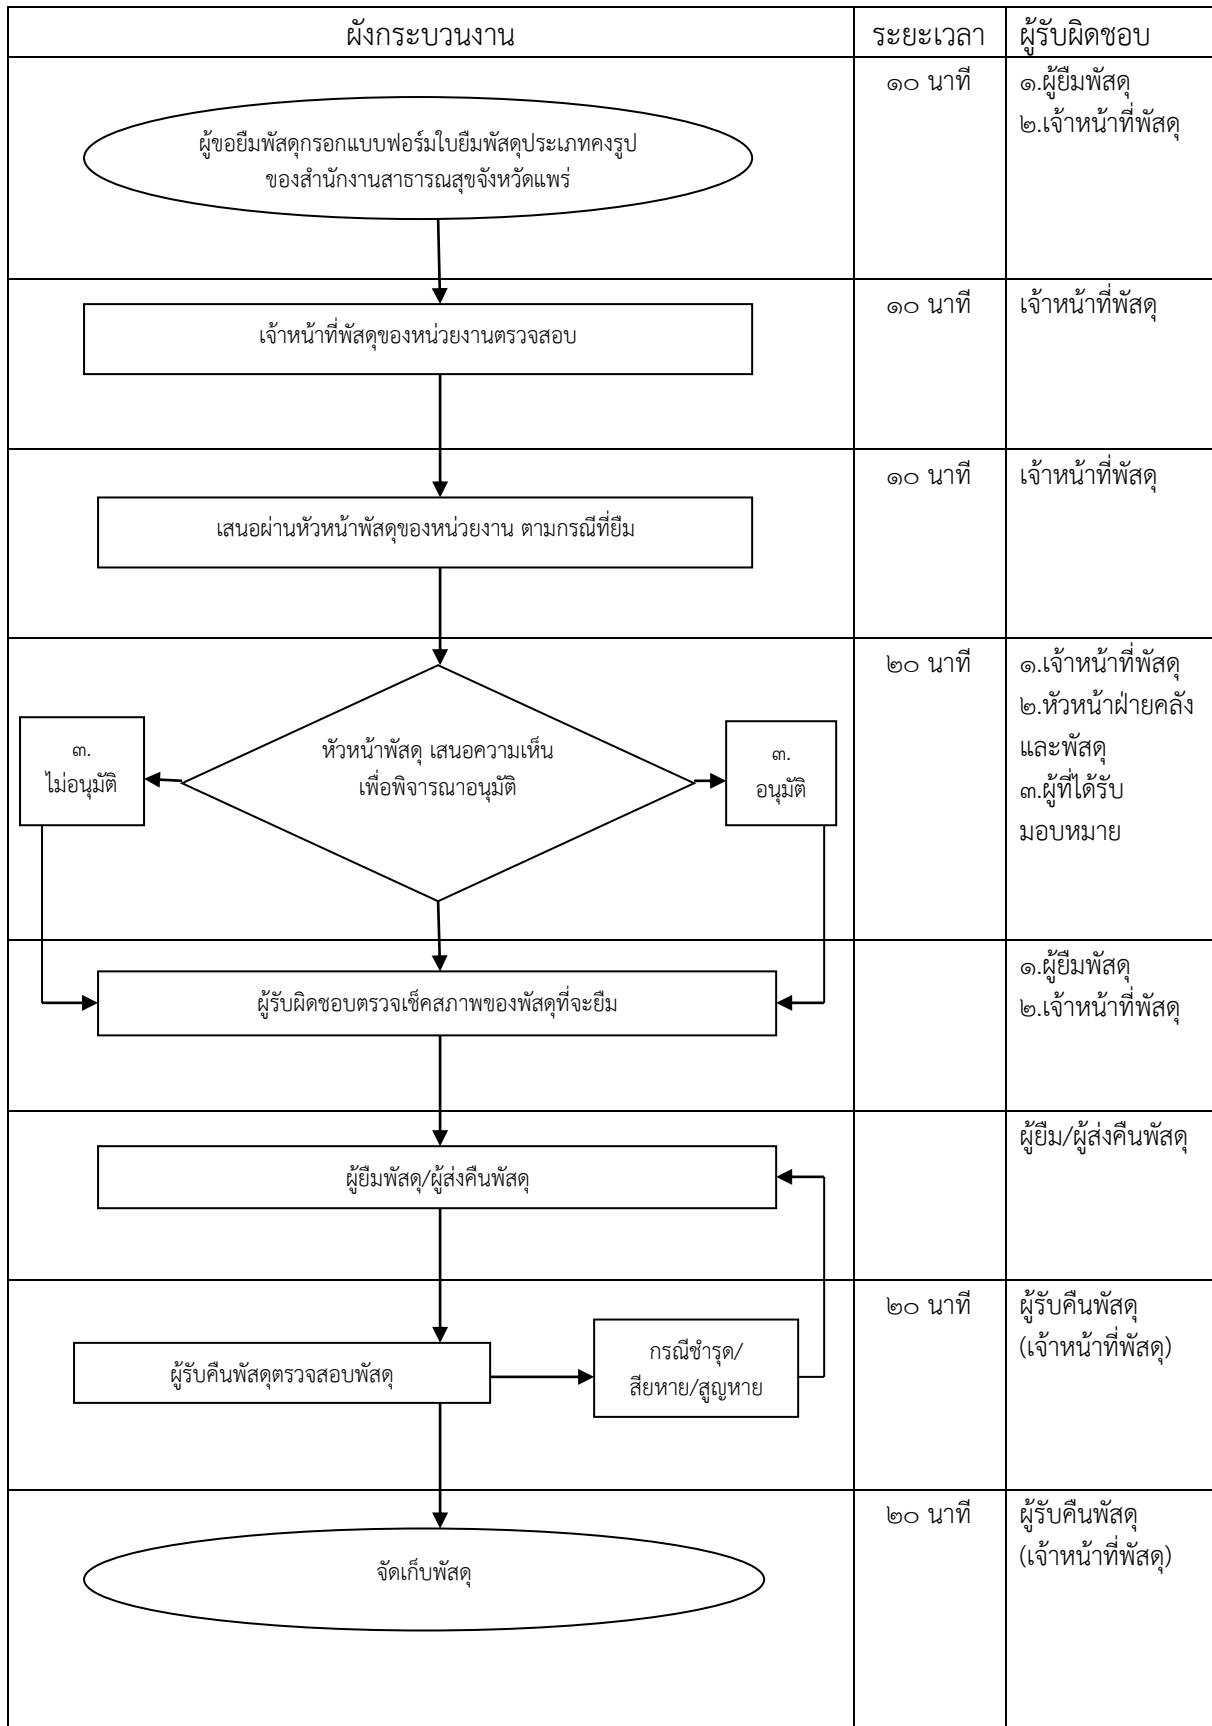 ผังกระบวนงาน
ระยะเวลา
ผู้รับผิดชอบ
ผู้ขอยืมพัสดุกรอกแบบฟอร์มใบยืมพัสดุประเภทคงรูป
ของสำนักงานสาธารณสุขจังหวัดแพร่
๑๐ นาที
๑.ผู้ยืมพัสดุ
๒.เจ้าหน้าที่พัสดุ
เจ้าหน้าที่พัสดุของหน่วยงานตรวจสอบ
๑๐ นาที
เจ้าหน้าที่พัสดุ
เสนอผ่านหัวหน้าพัสดุของหน่วยงาน ตามกรณีที่ยืม
๑๐ นาที
เจ้าหน้าที่พัสดุ
๓.
ไม่อนุมัติ
หัวหน้าพัสดุ เสนอความเห็น
เพื่อพิจารณาอนุมัติ
๓.
อนุมัติ
๒๐ นาที
๑.เจ้าหน้าที่พัสดุ
๒.หัวหน้าฝ่ายคลัง
และพัสดุ
๓.ผู้ที่ได้รับ
มอบหมาย
ผู้รับผิดชอบตรวจเช็คสภาพของพัสดุที่จะยืม
๑.ผู้ยืมพัสดุ
๒.เจ้าหน้าที่พัสดุ
ผู้ยืมพัสดุ/ผู้ส่งคืนพัสดุ
ผู้ยืม/ผู้ส่งคืนพัสดุ
ผู้รับคืนพัสดุตรวจสอบพัสดุ
กรณีชำรุด/
สียหาย/สูญหาย
๒๐ นาที
ผู้รับคืนพัสดุ
(เจ้าหน้าที่พัสดุ)
จัดเก็บพัสดุ
๒๐ นาที
ผู้รับคืนพัสดุ
(เจ้าหน้าที่พัสดุ)